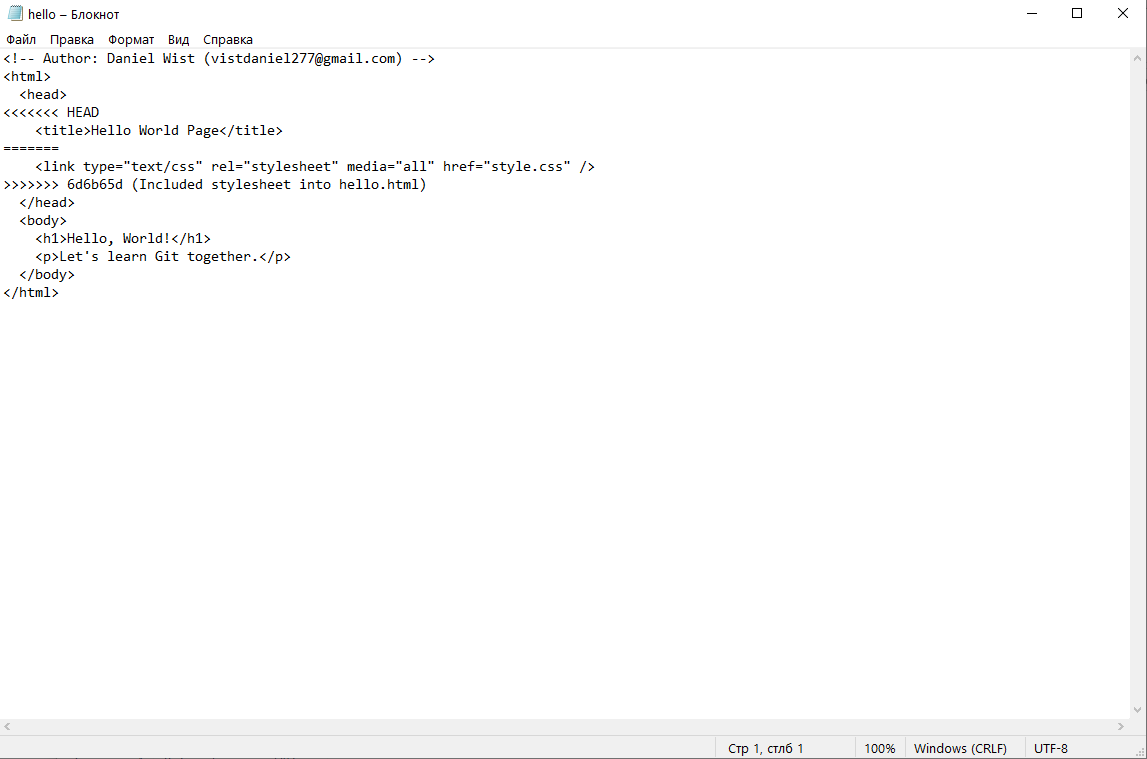 hello – Блокнот
Файл Правка Формат Вид Справка
<!-- Author: Daniel Wist (vistdaniel277@gmail.com) -->
<html>
  <head>
<<<<<<< HEAD
    <title>Hello World Page</title>
=======
    <link type="text/css" rel="stylesheet" media="all" href="style.css" />
>>>>>>> 6d6b65d (Included stylesheet into hello.html)
  </head>
  <body>
    <h1>Hello, World!</h1>
    <p>Let's learn Git together.</p>
  </body>
</html>
Стр 1, стлб 1 100% Windows (CRLF) UTF-8